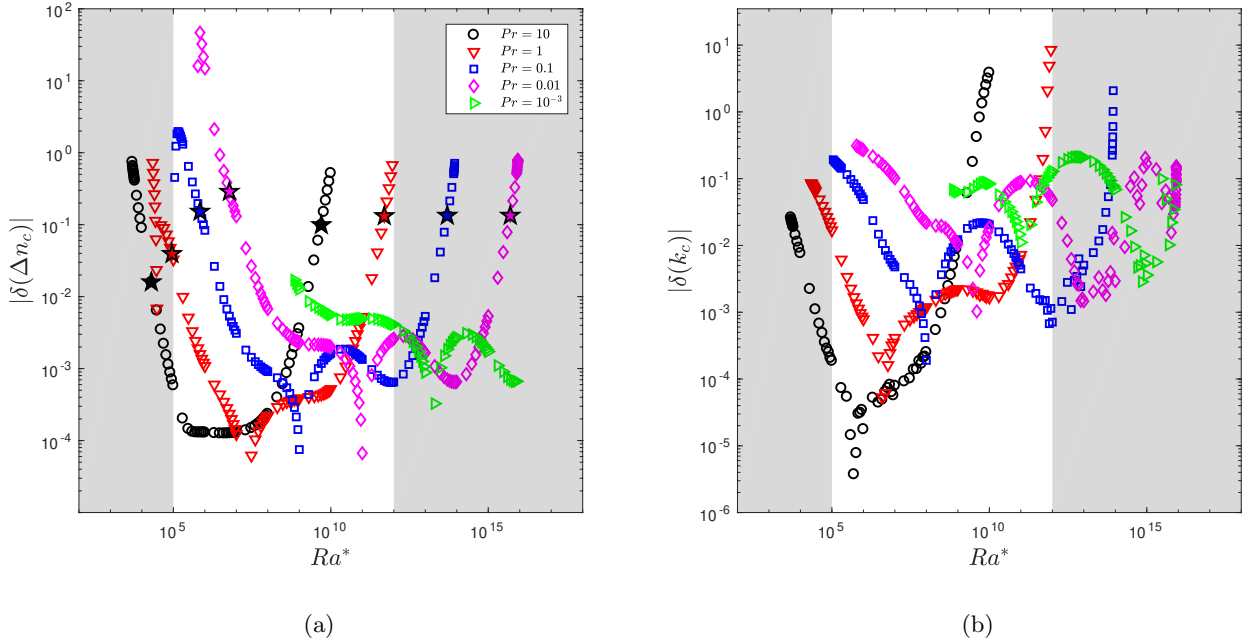 10^2
10^1
10^0
10^{-1}
10^{-2}
10^{-3}
10^{-4}
|δ(Δn_c)|
10^5
10^{10}
10^{15}
Ra^*
Pr = 10
Pr = 1
Pr = 0.1
Pr = 0.01
Pr = 10^{-3}
(a)
10^1
10^0
10^{-1}
10^{-2}
10^{-3}
10^{-4}
10^{-5}
10^{-6}
|δ(k_c)|
10^5
10^{10}
10^{15}
Ra^*
(b)